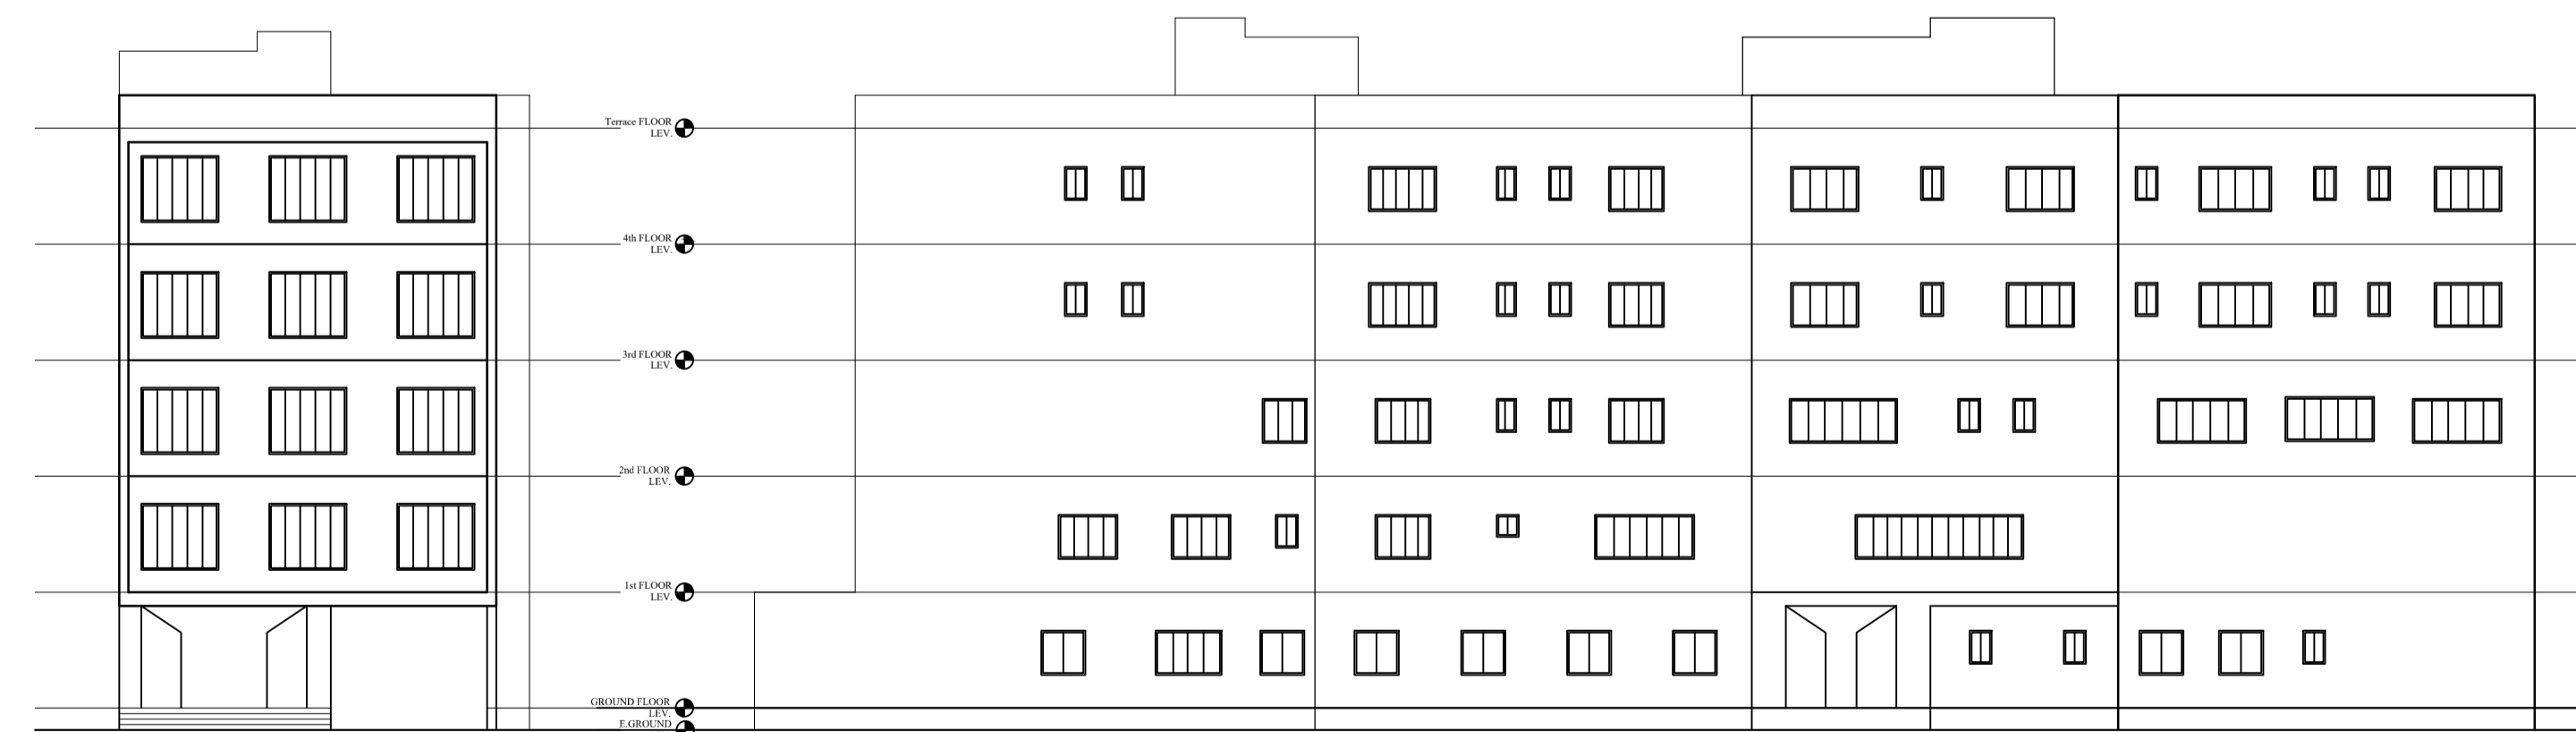 Terrace FLOOR
LEV.
4th FLOOR
LEV.
3rd FLOOR
LEV.
2nd FLOOR
LEV.
1st FLOOR
LEV.
GROUND FLOOR
LEV.
E.GROUND